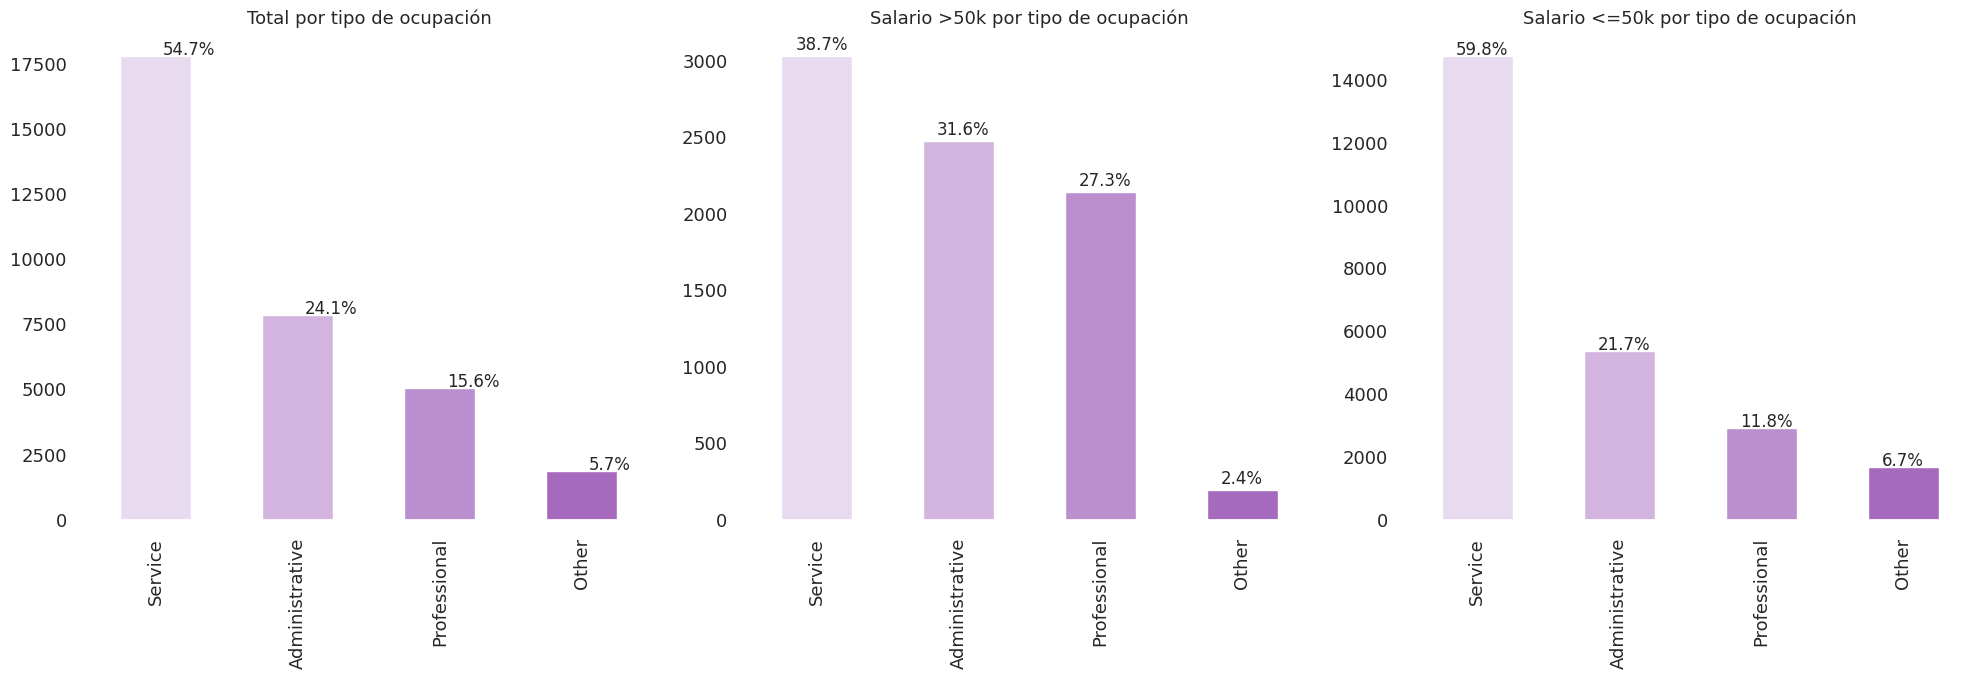 Total por tipo de ocupación
54.7%
24.1%
15.6%
5.7%
17500
15000
12500
10000
7500
5000
2500
0
Service
Administrative
Professional
Other
Salario >50k por tipo de ocupación
38.7%
31.6%
27.3%
2.4%
3000
2500
2000
1500
1000
500
0
Service
Administrative
Professional
Other
Salario <=50k por tipo de ocupación
59.8%
21.7%
11.8%
6.7%
14000
12000
10000
8000
6000
4000
2000
0
Service
Administrative
Professional
Other